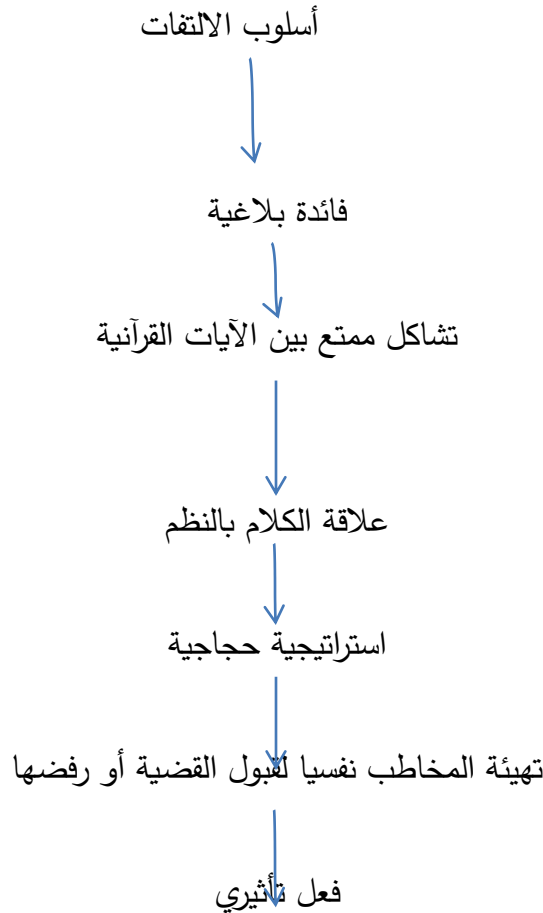 أسلوب الالتفات
فائدة بلاغية
تشاكل ممتع بين الآيات القرآنية
علاقة الكلام بالنظم
استراتيجية حجاجية
تهيئة المخاطب نفسيا لقبول القضية أو رفضها
فعل تأثيري